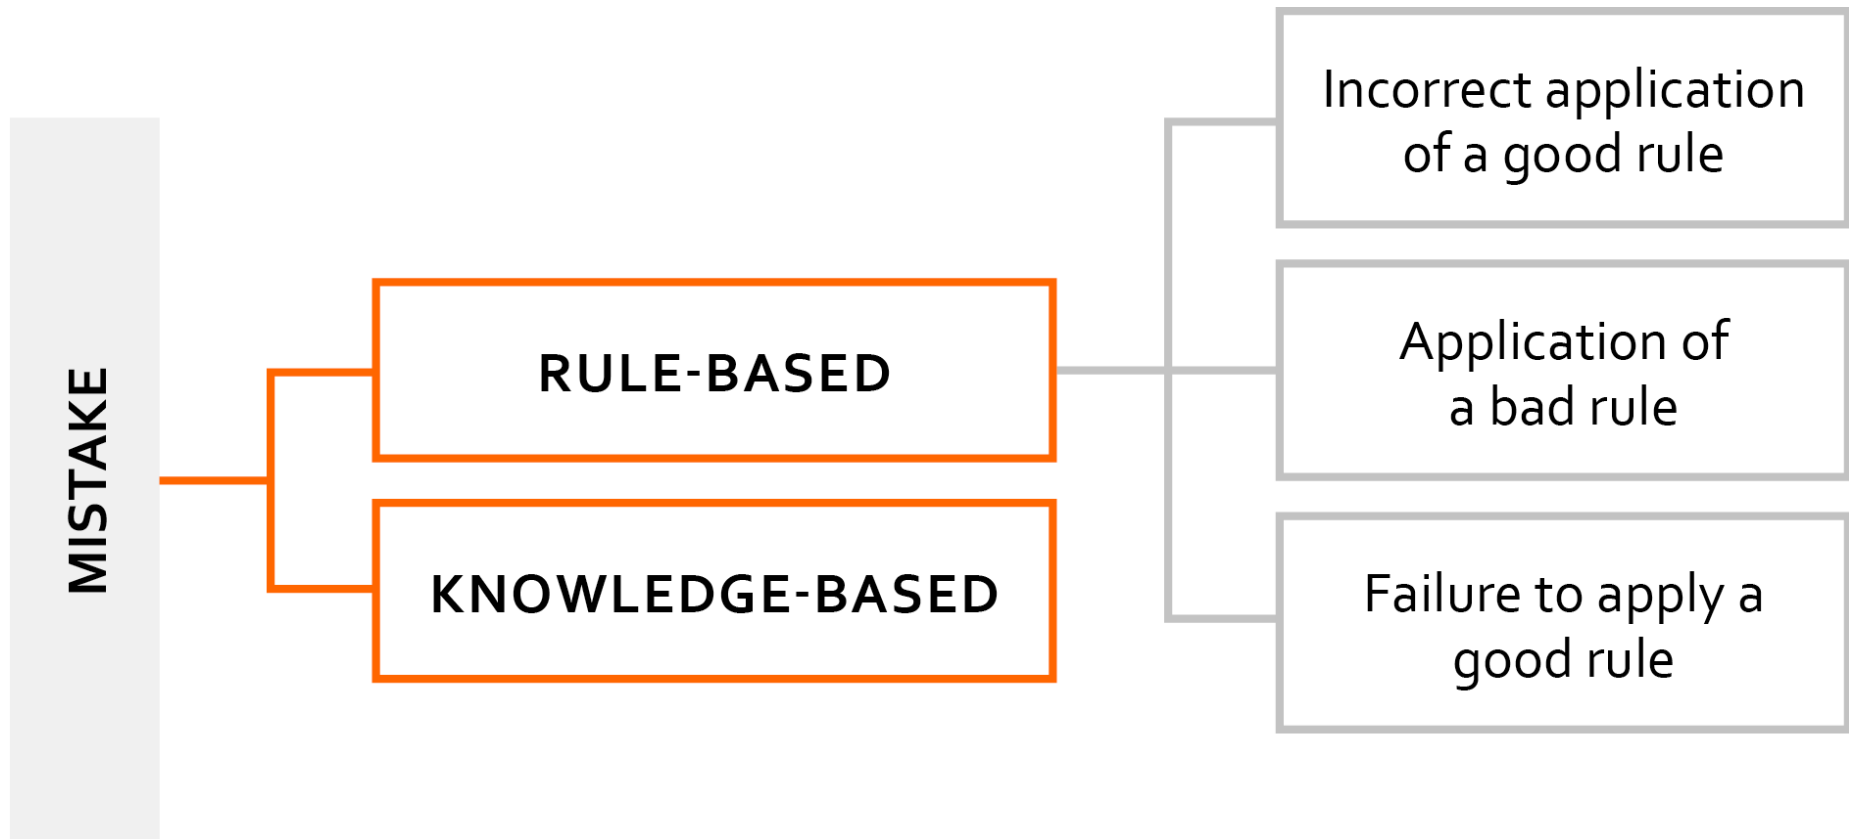 MISTAKE
RULE-BASED
KNOWLEDGE-BASED
Incorrect application
of a good rule
Application of
a bad rule
Failure to apply a
good rule